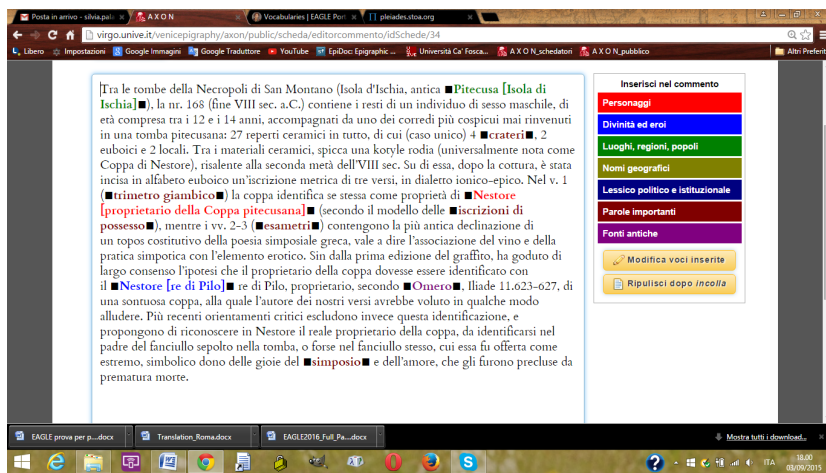 Posta in arrivo - silvia.pale
A X O N
Vocabularies | EAGLE Port
pleiades.stoa.org
virgo.unive.it/venicepigraphy/axon/public/schede/editorcommento/idSchede/34
Libero Impostazioni Google Immagini Google Traduttore YouTube EpiDoc: Epigraphic ... Università Ca' Fosca... A X O N_schedatori A X O N_pubblico Altri Preferit
Tra le tombe della Necropoli di San Montano (Isola d'Ischia, antica ■Pitecusa [Isola di
Ischia]■), la nr. 168 (fine VIII sec. a.C.) contiene i resti di un individuo di sesso maschile, di
età compresa tra i 12 e i 14 anni, accompagnati da uno dei corredi più cospicui mai rinvenuti
in una tomba pitecusana: 27 reperti ceramici in tutto, di cui (caso unico) 4 ■crateri■, 2
euboici e 2 locali. Tra i materiali ceramici, spicca una kotyle rodia (universalmente nota come
Coppa di Nestore), risalente alla seconda metà dell'VIII sec. Su di essa, dopo la cottura, è stata
incisa in alfabeto euboico un'iscrizione metrica di tre versi, in dialetto ionico-epico. Nel v. 1
(■trimetro giambico■) la coppa identifica se stessa come proprietà di ■Nestore
[proprietario della Coppa pitecusana]■ (secondo il modello delle ■iscrizioni di
possesso■), mentre i vv. 2-3 (■esametri■) contengono la più antica declinazione di
un topos costitutivo della poesia simposiale greca, vale a dire l'associazione del vino e della
pratica simpotica con l'elemento erotico. Sin dalla prima edizione del graffito, ha goduto di
largo consenso l'ipotesi che il proprietario della coppa dovesse essere identificato con
il ■Nestore [re di Pilo]■ re di Pilo, proprietario, secondo ■Omero■, Iliade 11.623-627, di
una sontuosa coppa, alla quale l'autore dei nostri versi avrebbe voluto in qualche modo
alludere. Più recenti orientamenti critici escludono invece questa identificazione, e
propongono di riconoscere in Nestore il reale proprietario della coppa, da identificarsi nel
padre del fanciullo sepolto nella tomba, o forse nel fanciullo stesso, cui essa fu offerta come
estremo, simbolico dono delle gioie del ■simposio■ e dell'amore, che gli furono precluse da
prematura morte.
Inserisci nel commento
Personaggi
Divinità ed eroi
Luoghi, regioni, popoli
Nomi geografici
Lessico politico e istituzionale
Parole importanti
Fonti antiche
Modifica voci inserite
Ripulisci dopo incolla
EAGLE prova per p....docx
Translation_Roma.docx
EAGLE2016_Full_Pa....docx
Mostra tutti i download...
ITA
18.00
03/09/2015